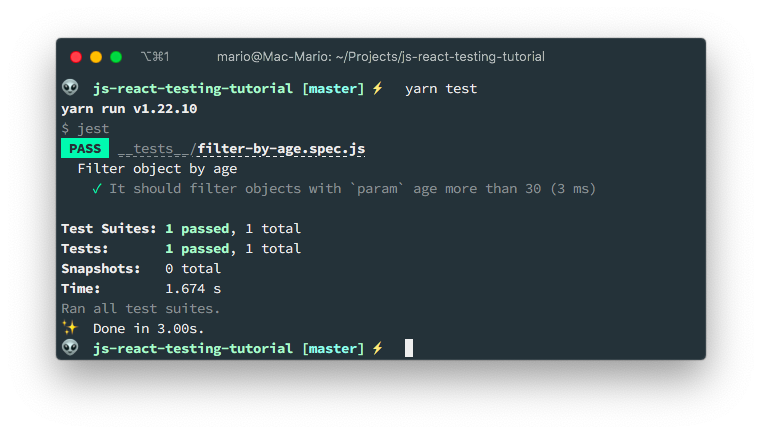 ⌥⌘1 mario@Mac-Mario: ~/Projects/js-react-testing-tutorial
👽 js-react-testing-tutorial [master] ⚡ yarn test
yarn run v1.22.10
$ jest
PASS __tests__/filter-by-age.spec.js
Filter object by age
✓ It should filter objects with `param` age more than 30 (3 ms)
Test Suites: 1 passed, 1 total
Tests: 1 passed, 1 total
Snapshots: 0 total
Time: 1.674 s
Ran all test suites.
✨ Done in 3.00s.
👽 js-react-testing-tutorial [master] ⚡